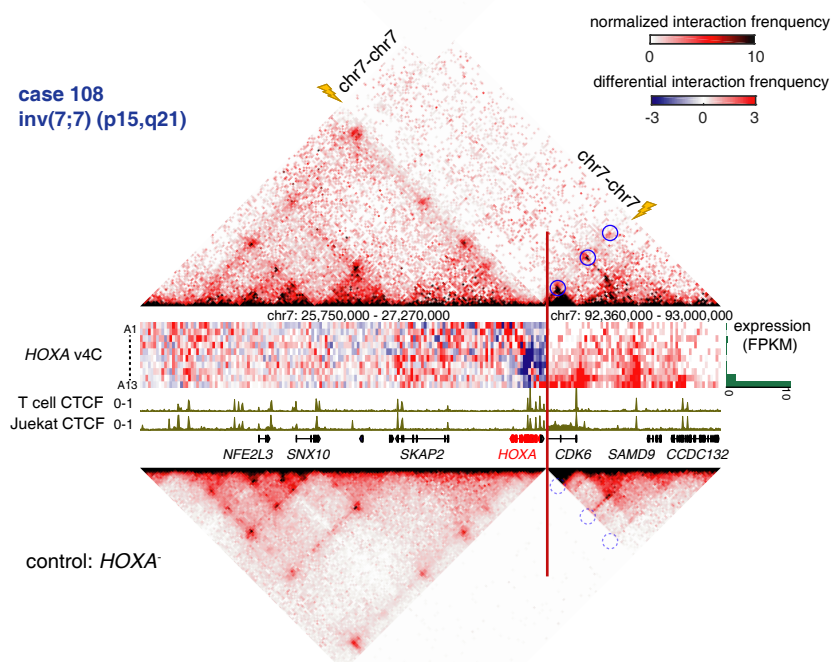 normalized interaction frenquency
0 10
differential interaction frenquency
-3 0 3
case 108
inv(7;7) (p15,q21)
chr7-chr7
chr7-chr7
chr7: 25,750,000 - 27,270,000
chr7: 92,360,000 - 93,000,000
A1
HOXA v4C
A13
expression
(FPKM)
0
T cell CTCF 0-1
Juekat CTCF 0-1
NFE2L3 SNX10 SKAP2 HOXA CDK6 SAMD9 CCDC132
control: HOXA-